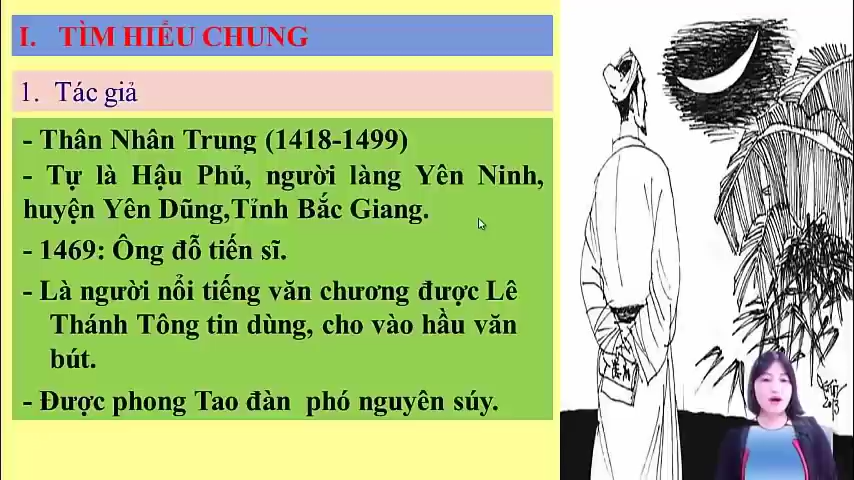 I. TÌM HIỂU CHUNG
1. Tác giả
- Thân Nhân Trung (1418-1499)
- Tự là Hậu Phủ, người làng Yên Ninh,
huyện Yên Dũng,Tỉnh Bắc Giang.
- 1469: Ông đỗ tiến sĩ.
- Là người nổi tiếng văn chương được Lê
Thánh Tông tin dùng, cho vào hầu văn
bút.
- Được phong Tao đàn phó nguyên súy.